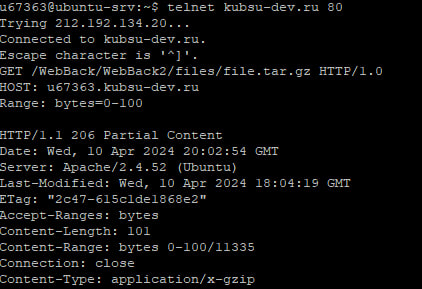 u67363@ubuntu-srv:~$ telnet kubsu-dev.ru 80
Trying 212.192.134.20...
Connected to kubsu-dev.ru.
Escape character is '^]'.
GET /WebBack/WebBack2/files/file.tar.gz HTTP/1.0
HOST: u67363.kubsu-dev.ru
Range: bytes=0-100

HTTP/1.1 206 Partial Content
Date: Wed, 10 Apr 2024 20:02:54 GMT
Server: Apache/2.4.52 (Ubuntu)
Last-Modified: Wed, 10 Apr 2024 18:04:19 GMT
ETag: "2c47-615c1de1868e2"
Accept-Ranges: bytes
Content-Length: 101
Content-Range: bytes 0-100/11335
Connection: close
Content-Type: application/x-gzip